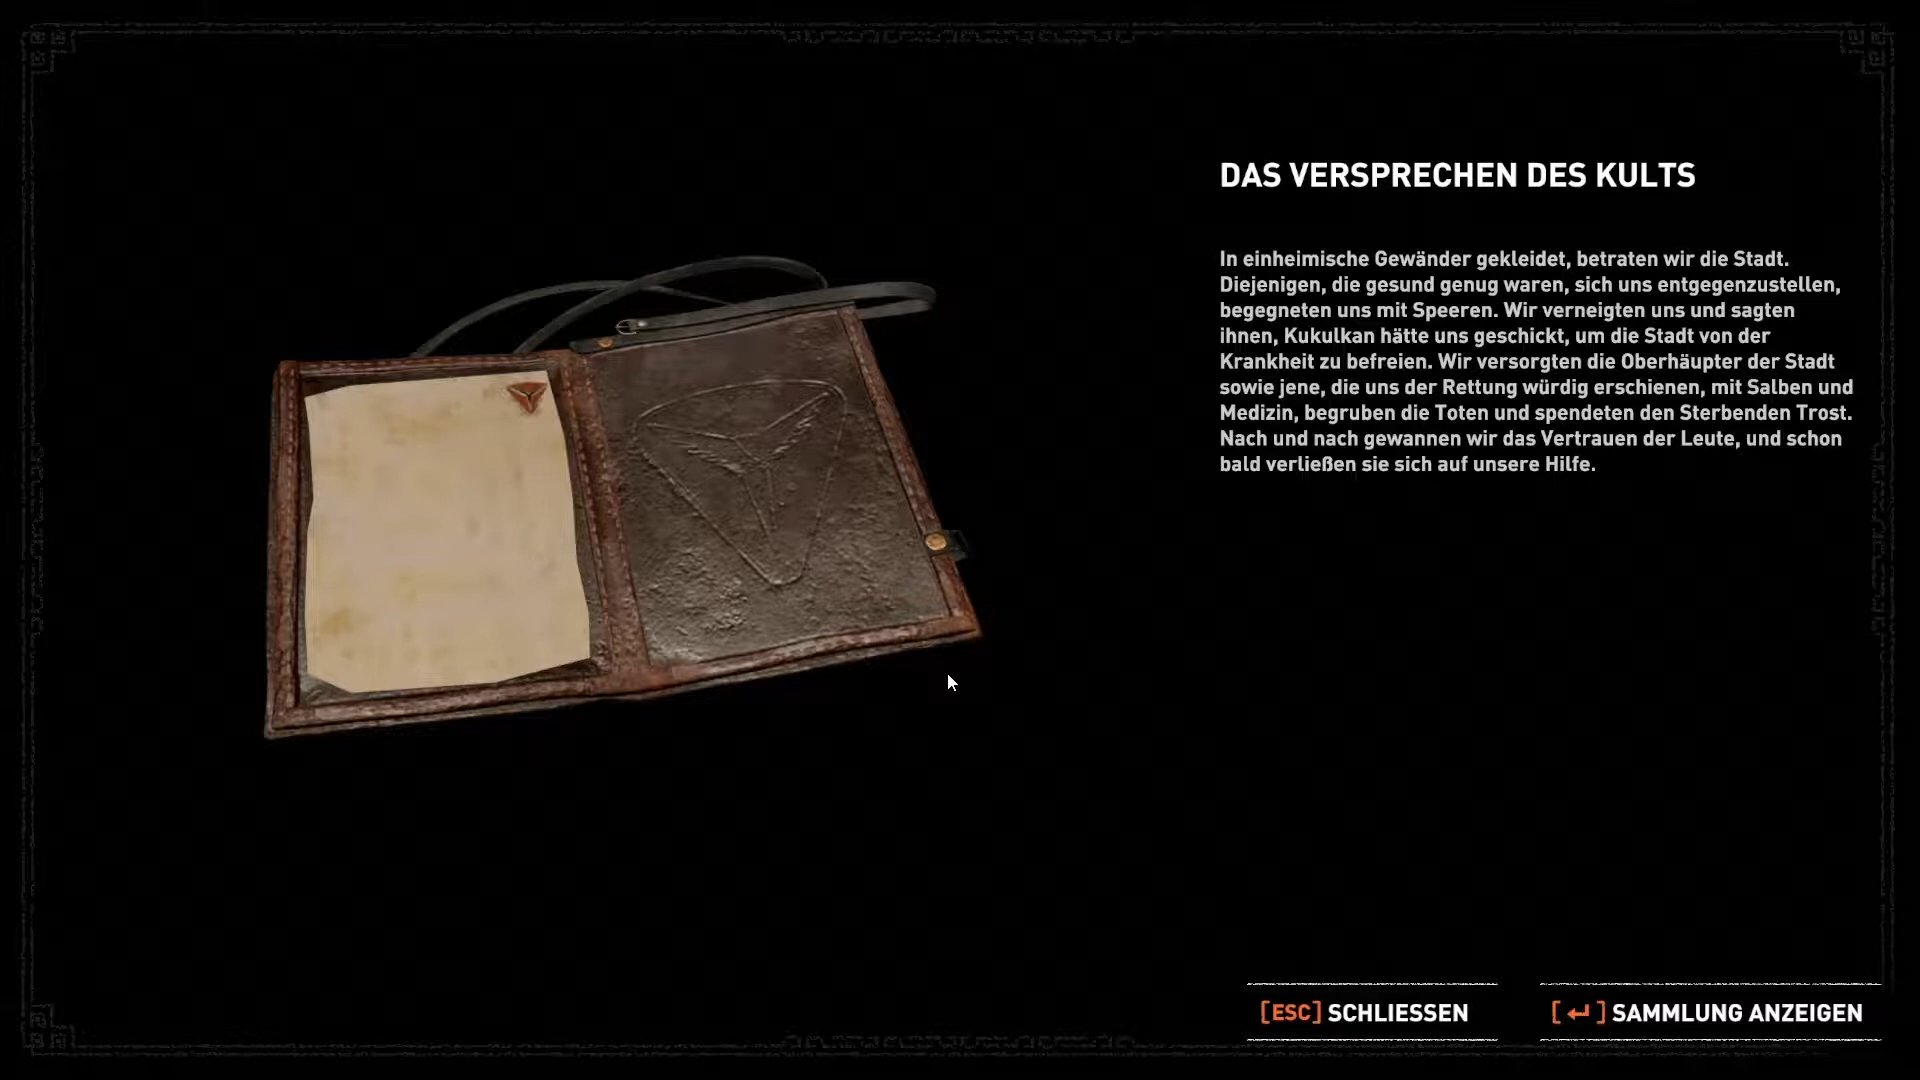 DAS VERSPRECHEN DES KULTS
In einheimische Gewänder gekleidet, betraten wir die Stadt.
Diejenigen, die gesund genug waren, sich uns entgegenzustellen,
begegneten uns mit Speeren. Wir verneigten uns und sagten
ihnen, Kukulkan hätte uns geschickt, um die Stadt von der
Krankheit zu befreien. Wir versorgten die Oberhäupter der Stadt
sowie jene, die uns der Rettung würdig erschienen, mit Salben und
Medizin, begruben die Toten und spendeten den Sterbenden Trost.
Nach und nach gewannen wir das Vertrauen der Leute, und schon
bald verließen sie sich auf unsere Hilfe.
[ESC] SCHLIESSEN
[↵] SAMMLUNG ANZEIGEN